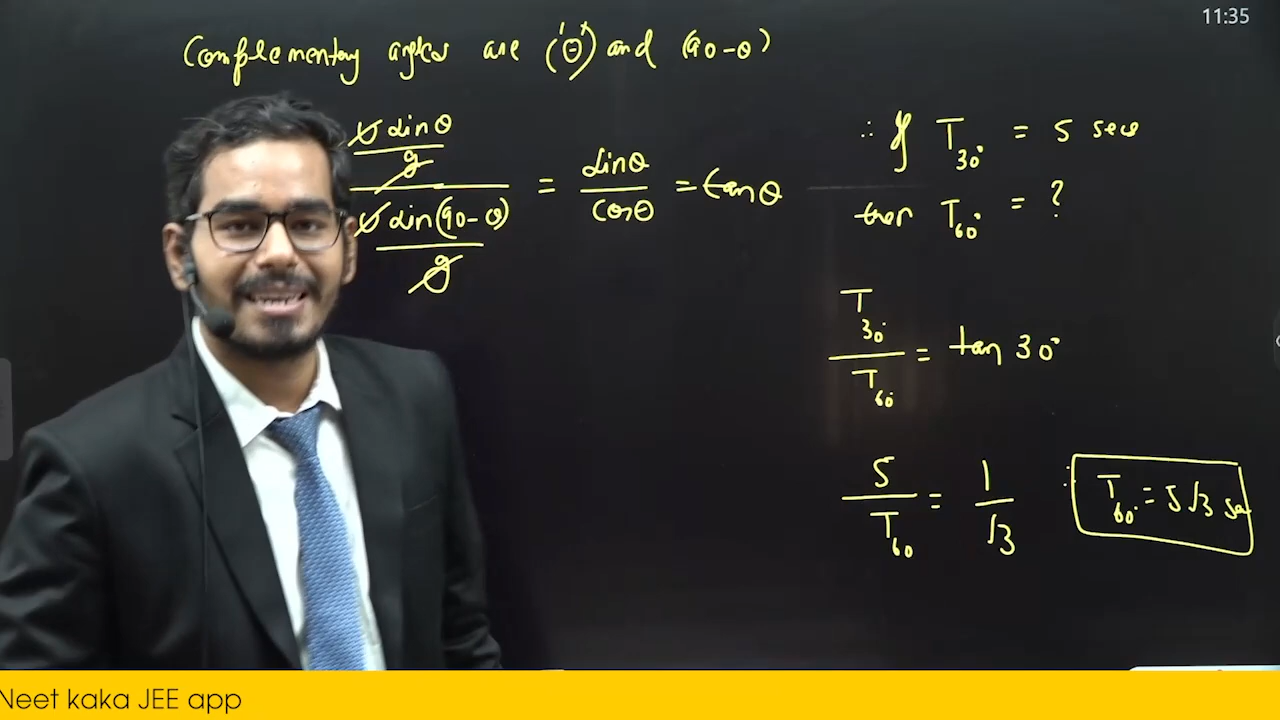 11:35
Complementary angles are (θ) and (90-θ)
υ sinθ
g
υ sin(90-θ)
g
= sinθ / cosθ = tanθ
∴ If T30° = 5 secs
then T60° = ?
T30° / T60° = tan 30°
5 / T60 = 1 / √3
∴ T60° = 5√3 sec
Neet kaka JEE app